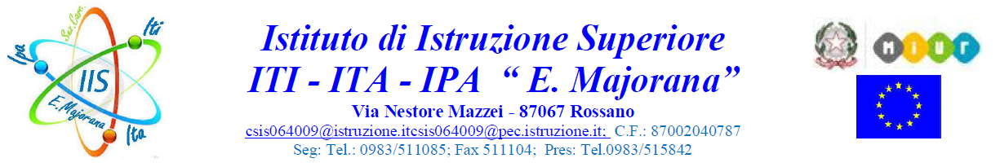 Sez. Carc.
Iti
Ipa
IIS
E. Majorana
Ita
Istituto di Istruzione Superiore
ITI - ITA - IPA “ E. Majorana”
Via Nestore Mazzei - 87067 Rossano
csis064009@istruzione.itcsis064009@pec.istruzione.it; C.F.: 87002040787
Seg: Tel.: 0983/511085; Fax 511104; Pres: Tel.0983/515842
MIUR